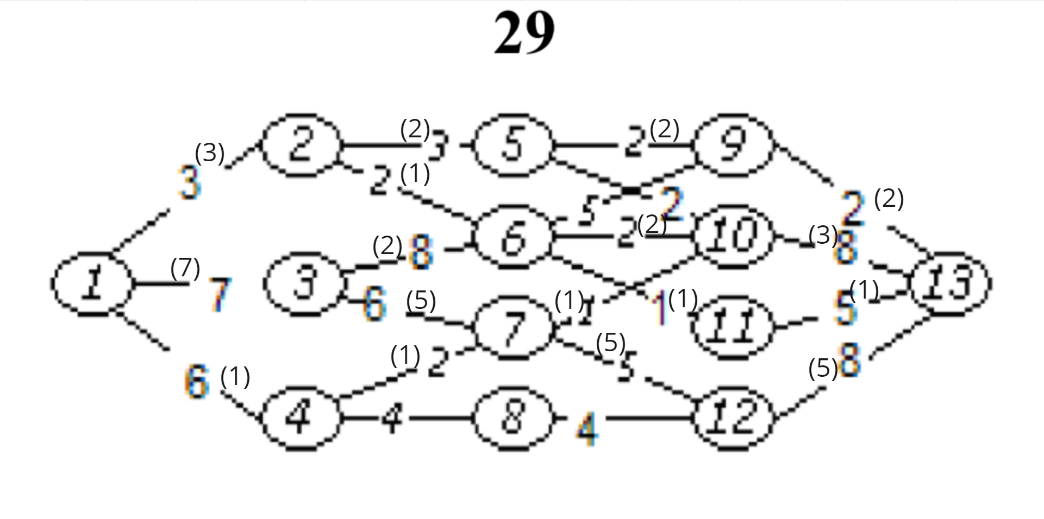 29
2 (2) 3 5 2 (2) 9
(3) 3 2 (1) 5 2 2 (2)
1 (7) 7 3 (2) 8 6 2 (2) 10 (3) 8 13
6 (5) 7 (1) 1 1 (1) 11 5 (1)
6 (1) (1) 2 (5) 5 (5) 8
4 4 8 4 12